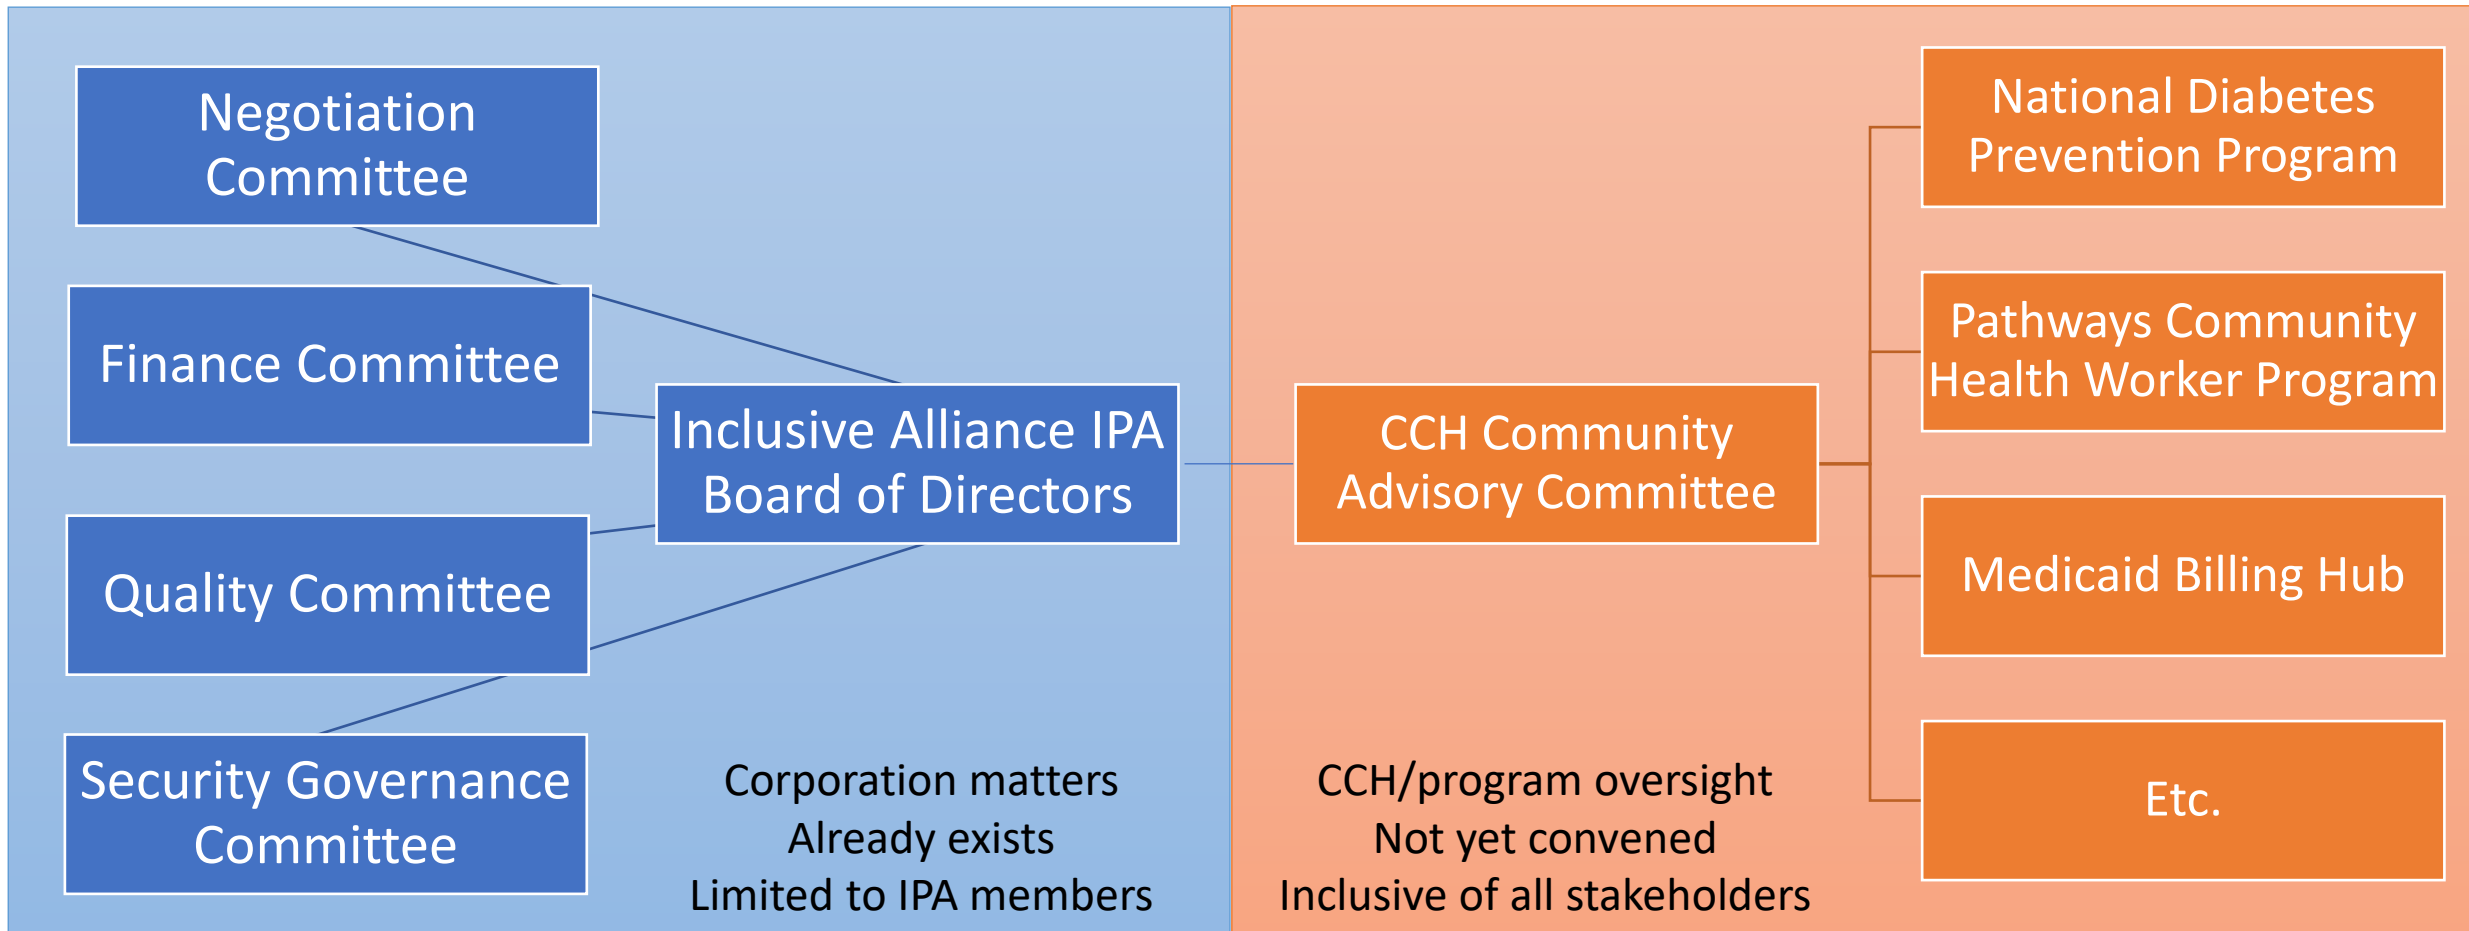 Negotiation
Committee
Finance Committee
Quality Committee
Security Governance
Committee
Inclusive Alliance IPA
Board of Directors
Corporation matters
Already exists
Limited to IPA members
CCH Community
Advisory Committee
CCH/program oversight
Not yet convened
Inclusive of all stakeholders
National Diabetes
Prevention Program
Pathways Community
Health Worker Program
Medicaid Billing Hub
Etc.